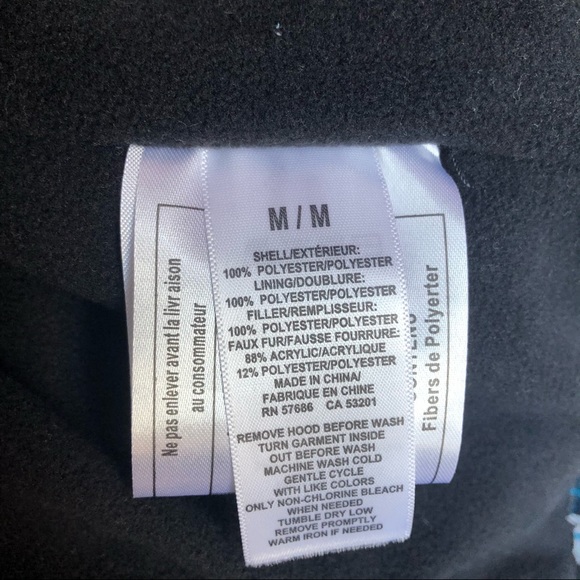 M / M
SHELL/EXTÉRIEUR:
100% POLYESTER/POLYESTER
LINING/DOUBLURE:
100% POLYESTER/POLYESTER
FILLER/REMPLISSEUR:
100% POLYESTER/POLYESTER
FAUX FUR/FAUSSE FOURRURE:
88% ACRYLIC/ACRYLIQUE
12% POLYESTER/POLYESTER
MADE IN CHINA/
FABRIQUE EN CHINE
RN 57686 CA 53201
REMOVE HOOD BEFORE WASH
TURN GARMENT INSIDE
OUT BEFORE WASH
MACHINE WASH COLD
GENTLE CYCLE
WITH LIKE COLORS
ONLY NON-CHLORINE BLEACH
WHEN NEEDED
TUMBLE DRY LOW
REMOVE PROMPTLY
WARM IRON IF NEEDED
Ne pas enlever avant la livr aison
au consommateur
Fibers de Polyerter